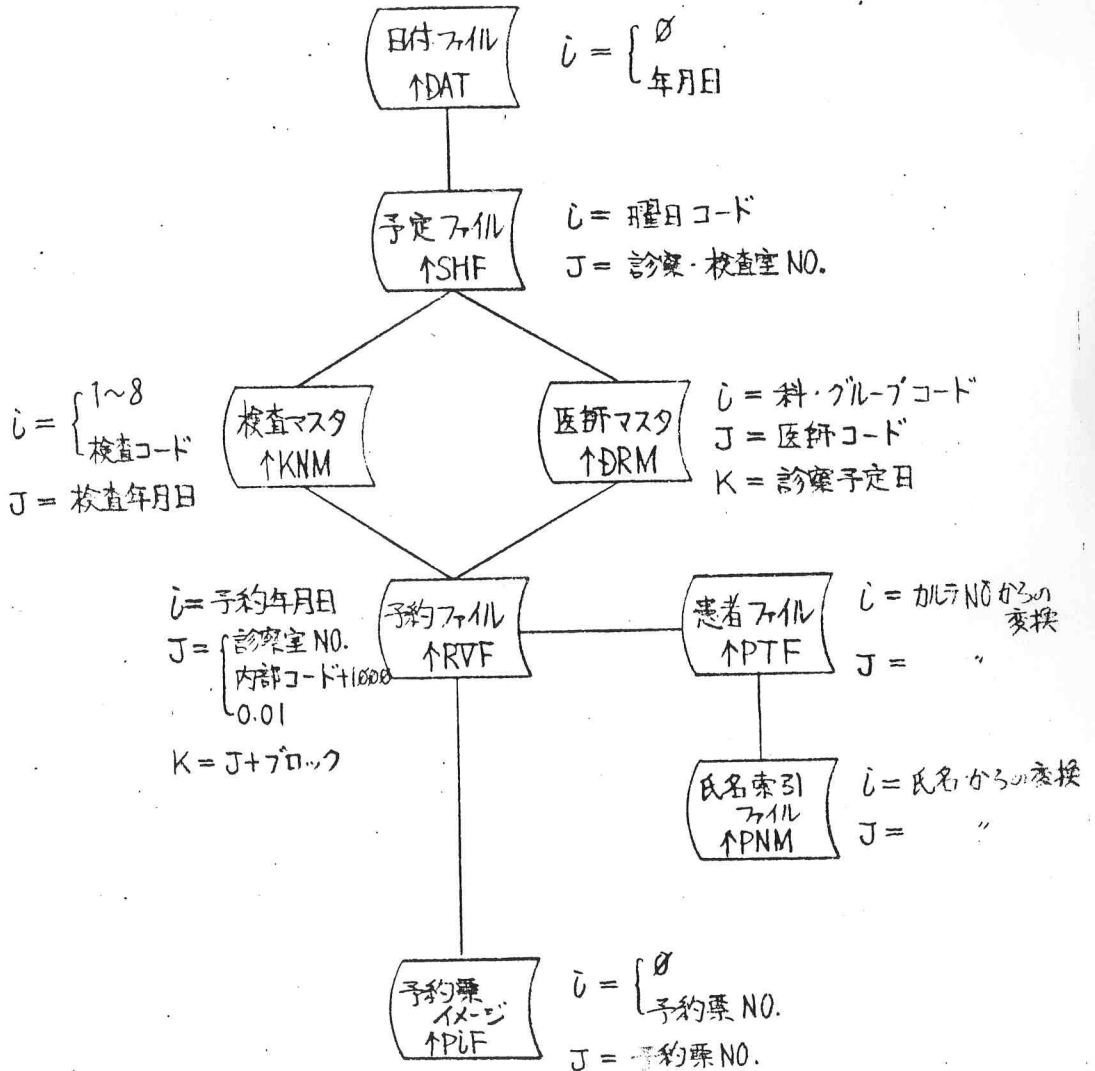 日付ファイル
↑DAT
i = { Ø
年月日
予定ファイル
↑SHF
i = 曜日コード
J = 診察・検査室NO.
i = { 1~8
検査コード
J = 検査年月日
検査マスタ
↑KNM
医師マスタ
↑DRM
i = 科・グループコード
J = 医師コード
K = 診察予定日
i = 予約年月日
J = { 診察室NO.
内部コード+1000
0.01
K = J+ブロック
予約ファイル
↑RVF
患者ファイル
↑PTF
i = カルテNOからの
変換
J = 〃
氏名索引
ファイル
↑PNM
i = 氏名からの変換
J = 〃
予約票
イメージ
↑PiF
i = { Ø
予約票NO.
J = 予約票NO.